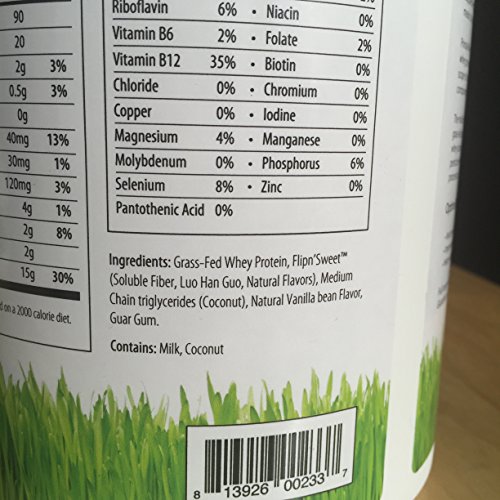 90
20
2g 3%
0.5g 3%
0g
40mg 13%
30mg 1%
120mg 3%
4g 1%
2g 8%
2g
15g 30%
on a 2000 calorie diet.
Riboflavin 6% • Niacin 0%
Vitamin B6 2% • Folate 2%
Vitamin B12 35% • Biotin 0%
Chloride 0% • Chromium 0%
Copper 0% • Iodine 0%
Magnesium 4% • Manganese 0%
Molybdenum 0% • Phosphorus 6%
Selenium 8% • Zinc 0%
Pantothenic Acid 0%
Ingredients: Grass-Fed Whey Protein, Flipn'Sweet™
(Soluble Fiber, Luo Han Guo, Natural Flavors), Medium
Chain triglycerides (Coconut), Natural Vanilla bean Flavor,
Guar Gum.
Contains: Milk, Coconut
8 13926 00233 7